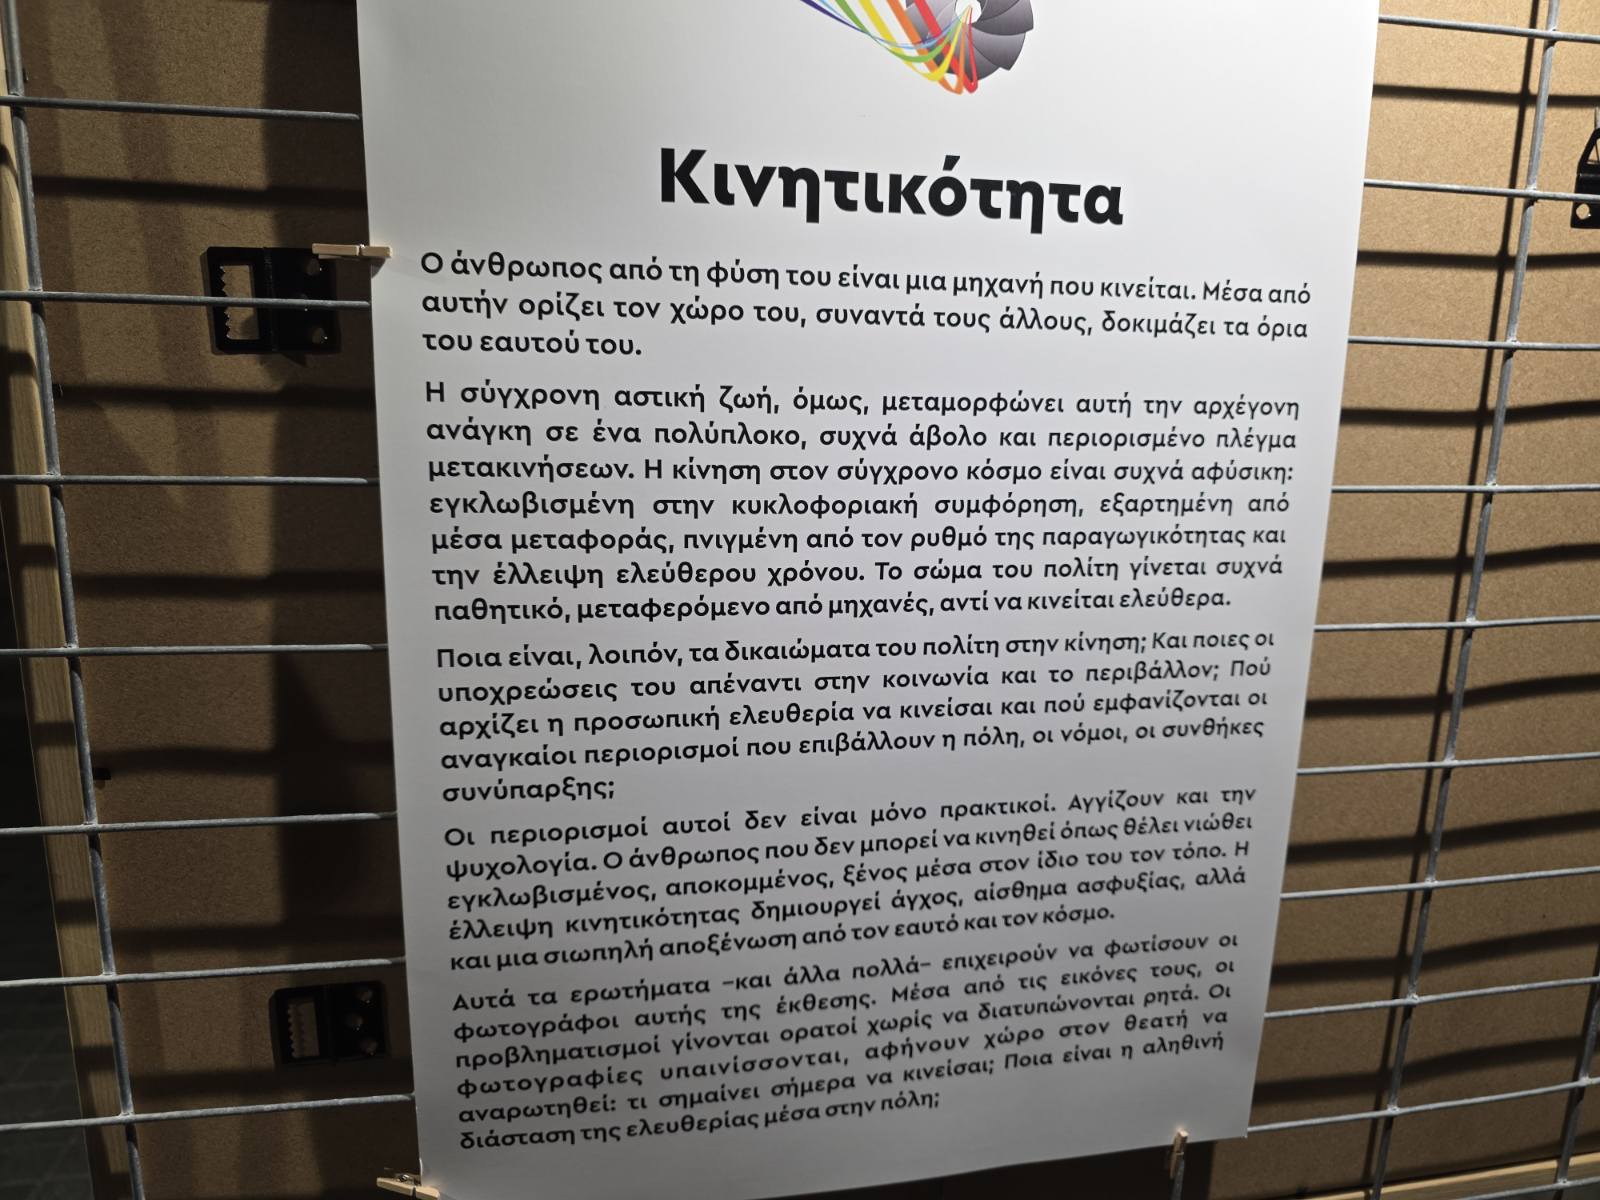 Κινητικότητα
Ο άνθρωπος από τη φύση του είναι μια μηχανή που κινείται. Μέσα από
αυτήν ορίζει τον χώρο του, συναντά τους άλλους, δοκιμάζει τα όρια
του εαυτού του.
Η σύγχρονη αστική ζωή, όμως, μεταμορφώνει αυτή την αρχέγονη
ανάγκη σε ένα πολύπλοκο, συχνά άβολο και περιορισμένο πλέγμα
μετακινήσεων. Η κίνηση στον σύγχρονο κόσμο είναι συχνά αφύσικη:
εγκλωβισμένη στην κυκλοφοριακή συμφόρηση, εξαρτημένη από
μέσα μεταφοράς, πνιγμένη από τον ρυθμό της παραγωγικότητας και
την έλλειψη ελεύθερου χρόνου. Το σώμα του πολίτη γίνεται συχνά
παθητικό, μεταφερόμενο από μηχανές, αντί να κινείται ελεύθερα.
Ποια είναι, λοιπόν, τα δικαιώματα του πολίτη στην κίνηση; Και ποιες οι
υποχρεώσεις του απέναντι στην κοινωνία και το περιβάλλον; Πού
αρχίζει η προσωπική ελευθερία να κινείσαι και πού εμφανίζονται οι
αναγκαίοι περιορισμοί που επιβάλλουν η πόλη, οι νόμοι, οι συνθήκες
συνύπαρξης;
Οι περιορισμοί αυτοί δεν είναι μόνο πρακτικοί. Αγγίζουν και την
ψυχολογία. Ο άνθρωπος που δεν μπορεί να κινηθεί όπως θέλει νιώθει
εγκλωβισμένος, αποκομμένος, ξένος μέσα στον ίδιο του τον τόπο. Η
έλλειψη κινητικότητας δημιουργεί άγχος, αίσθημα ασφυξίας, αλλά
και μια σιωπηλή αποξένωση από τον εαυτό και τον κόσμο.
Αυτά τα ερωτήματα –και άλλα πολλά– επιχειρούν να φωτίσουν οι
φωτογράφοι αυτής της έκθεσης. Μέσα από τις εικόνες τους, οι
προβληματισμοί γίνονται ορατοί χωρίς να διατυπώνονται ρητά. Οι
φωτογραφίες υπαινίσσονται, αφήνουν χώρο στον θεατή να
αναρωτηθεί: τι σημαίνει σήμερα να κινείσαι; Ποια είναι η αληθινή
διάσταση της ελευθερίας μέσα στην πόλη;